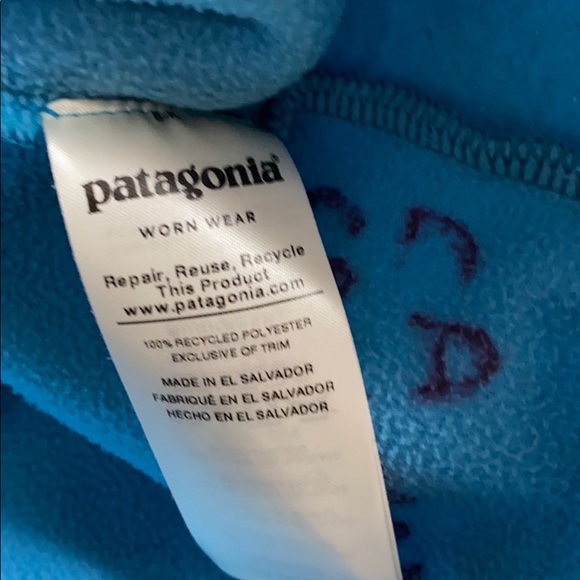 patagonia®
WORN WEAR
Repair, Reuse, Recycle
This Product
www.patagonia.com
100% RECYCLED POLYESTER
EXCLUSIVE OF TRIM
MADE IN EL SALVADOR
FABRIQUÉ EN EL SALVADOR
HECHO EN EL SALVADOR